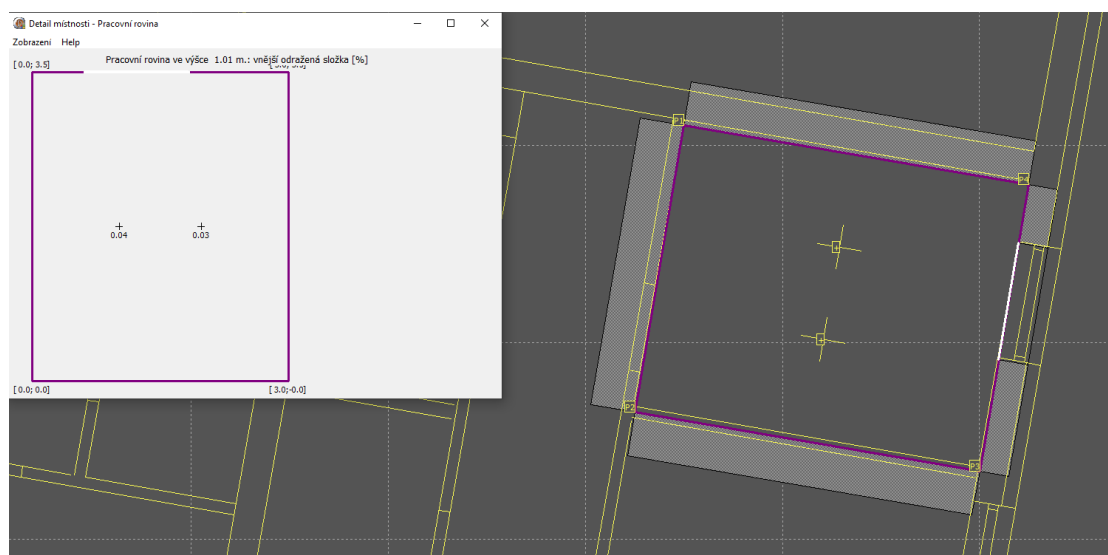 Detail místnosti - Pracovní rovina
Zobrazeni Help
Pracovní rovina ve výšce 1.01 m.: vnější odražená složka [%]
[ 0.0; 3.5]
0.04 0.03
[ 0.0; 0.0] [ 3.0;-0.0]
P1
P4
P2
P3